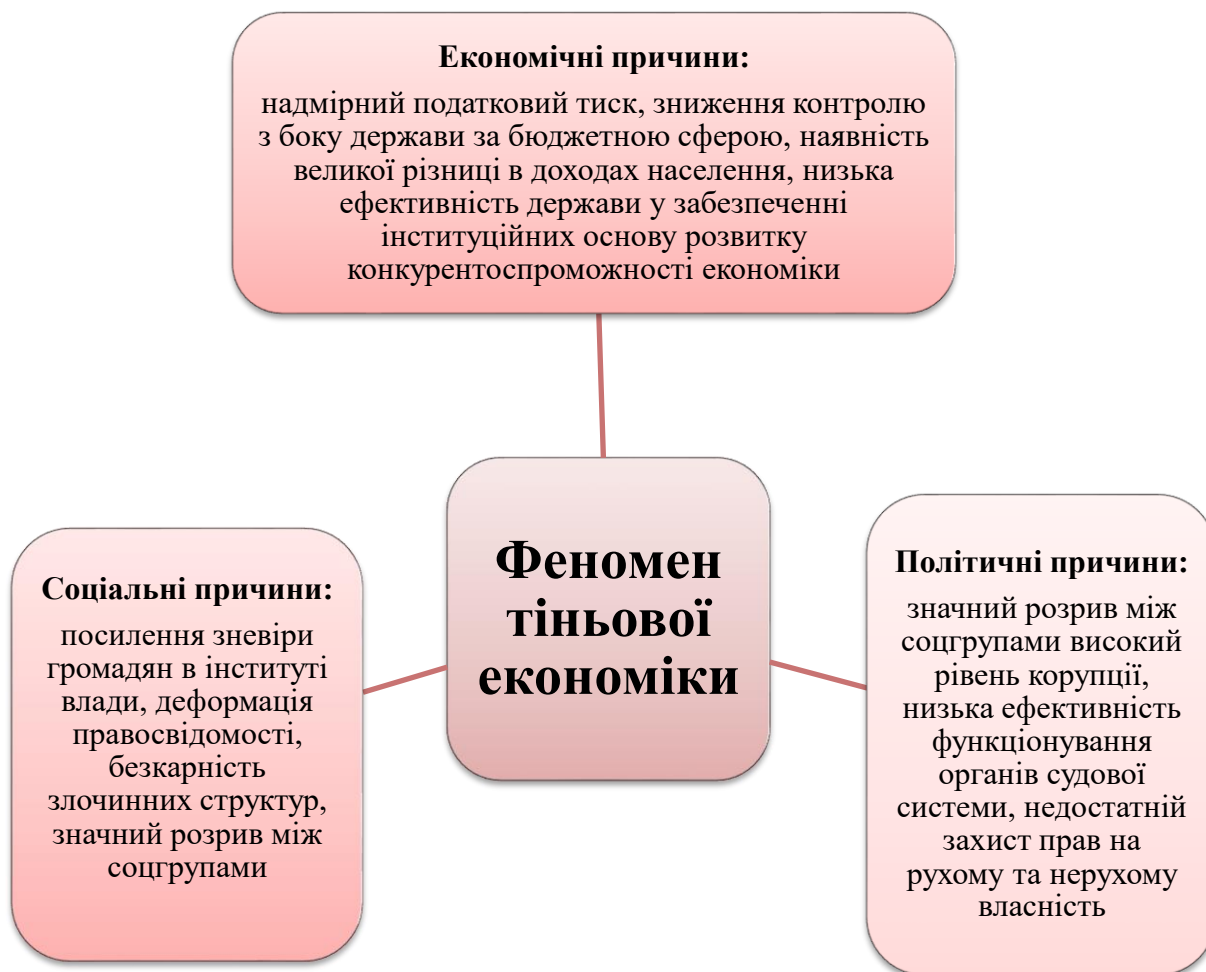 Економічні причини:
надмірний податковий тиск, зниження контролю
з боку держави за бюджетною сферою, наявність
великої різниці в доходах населення, низька
ефективність держави у забезпеченні
інституційних основу розвитку
конкурентоспроможності економіки
Феномен
тіньової
економіки
Соціальні причини:
посилення зневіри
громадян в інституті
влади, деформація
правосвідомості,
безкарність
злочинних структур,
значний розрив між
соцгрупами
Політичні причини:
значний розрив між
соцгрупами високий
рівень корупції,
низька ефективність
функціонування
органів судової
системи, недостатній
захист прав на
рухому та нерухому
власність